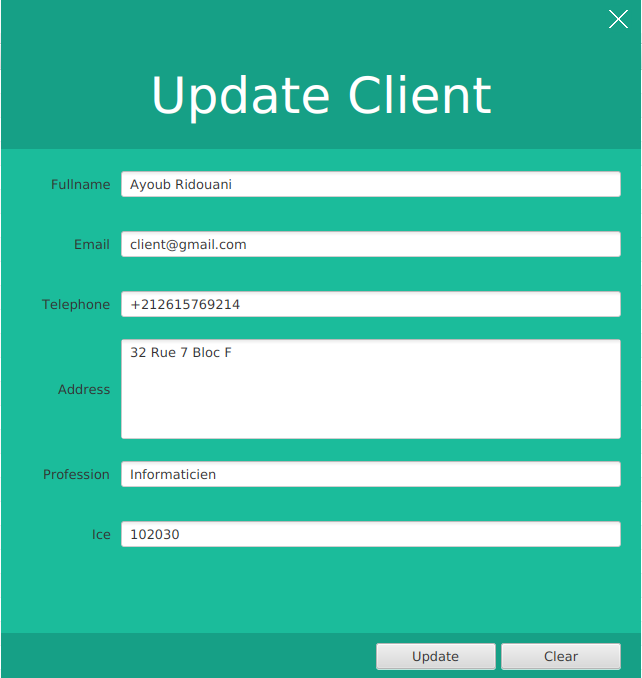 Update Client
Fullname Ayoub Ridouani
Email client@gmail.com
Telephone +212615769214
Address 32 Rue 7 Bloc F
Profession Informaticien
Ice 102030
Update Clear